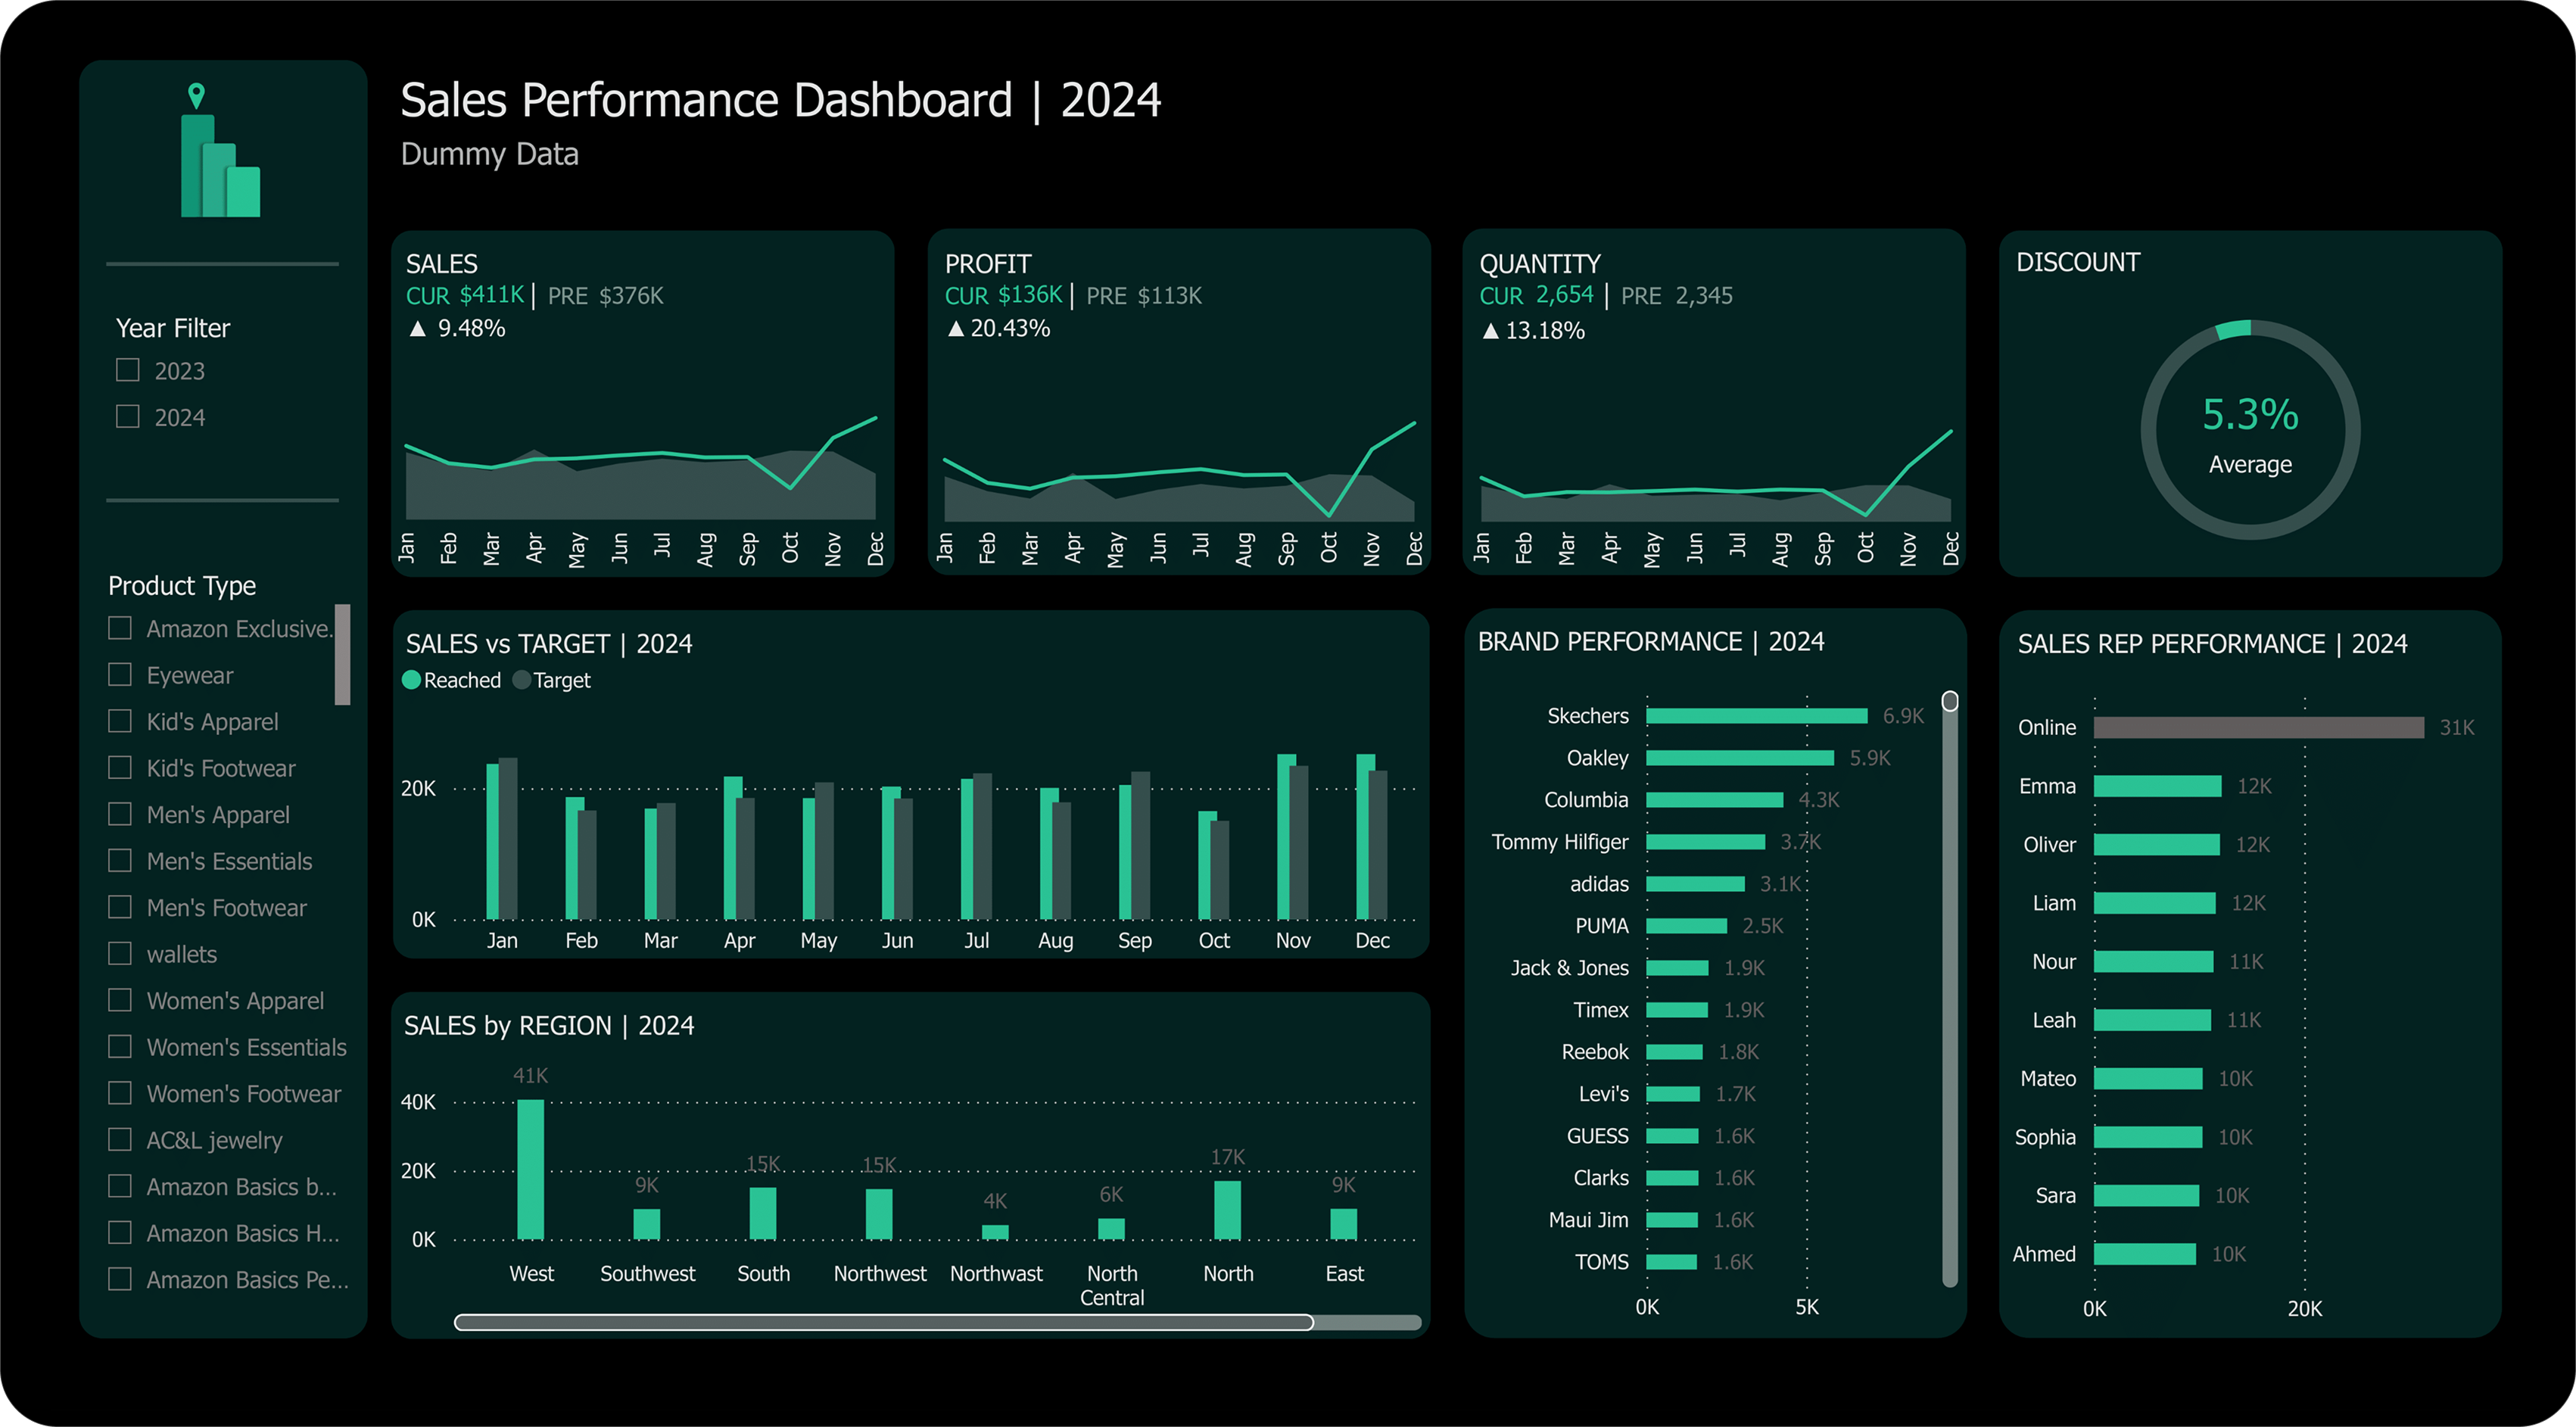 Sales Performance Dashboard | 2024
Dummy Data
Year Filter
2023
2024
Product Type
Amazon Exclusive.
Eyewear
Kid's Apparel
Kid's Footwear
Men's Apparel
Men's Essentials
Men's Footwear
wallets
Women's Apparel
Women's Essentials
Women's Footwear
AC&L jewelry
Amazon Basics b...
Amazon Basics H...
Amazon Basics Pe...
SALES
CUR $411K | PRE $376K
▲ 9.48%
Jan Feb Mar Apr May Jun Jul Aug Sep Oct Nov Dec
PROFIT
CUR $136K | PRE $113K
▲ 20.43%
Jan Feb Mar Apr May Jun Jul Aug Sep Oct Nov Dec
QUANTITY
CUR 2,654 | PRE 2,345
▲ 13.18%
Jan Feb Mar Apr May Jun Jul Aug Sep Oct Nov Dec
DISCOUNT
5.3%
Average
SALES vs TARGET | 2024
Reached Target
20K
0K
Jan Feb Mar Apr May Jun Jul Aug Sep Oct Nov Dec
SALES by REGION | 2024
40K
20K
0K
41K 9K 15K 15K 4K 6K 17K 9K
West Southwest South Northwest Northwast North Central North East
BRAND PERFORMANCE | 2024
Skechers 6.9K
Oakley 5.9K
Columbia 4.3K
Tommy Hilfiger 3.7K
adidas 3.1K
PUMA 2.5K
Jack & Jones 1.9K
Timex 1.9K
Reebok 1.8K
Levi's 1.7K
GUESS 1.6K
Clarks 1.6K
Maui Jim 1.6K
TOMS 1.6K
0K 5K
SALES REP PERFORMANCE | 2024
Online 31K
Emma 12K
Oliver 12K
Liam 12K
Nour 11K
Leah 11K
Mateo 10K
Sophia 10K
Sara 10K
Ahmed 10K
0K 20K